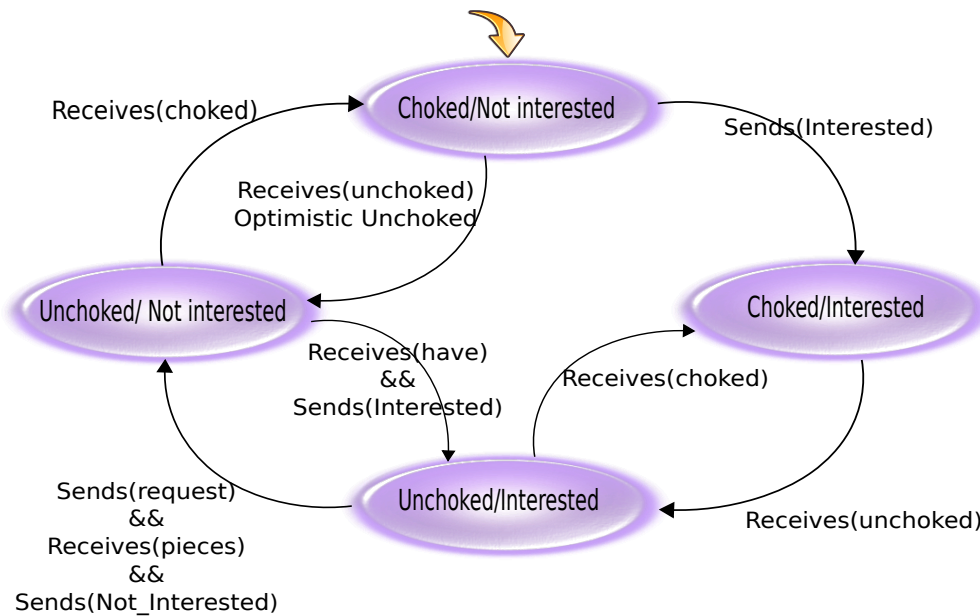 Choked/Not interested
Receives(choked)
Sends(Interested)
Receives(unchoked)
Optimistic Unchoked
Unchoked/ Not interested
Choked/Interested
Receives(have)
&&
Sends(Interested)
Receives(choked)
Unchoked/Interested
Sends(request)
&&
Receives(pieces)
&&
Sends(Not_Interested)
Receives(unchoked)